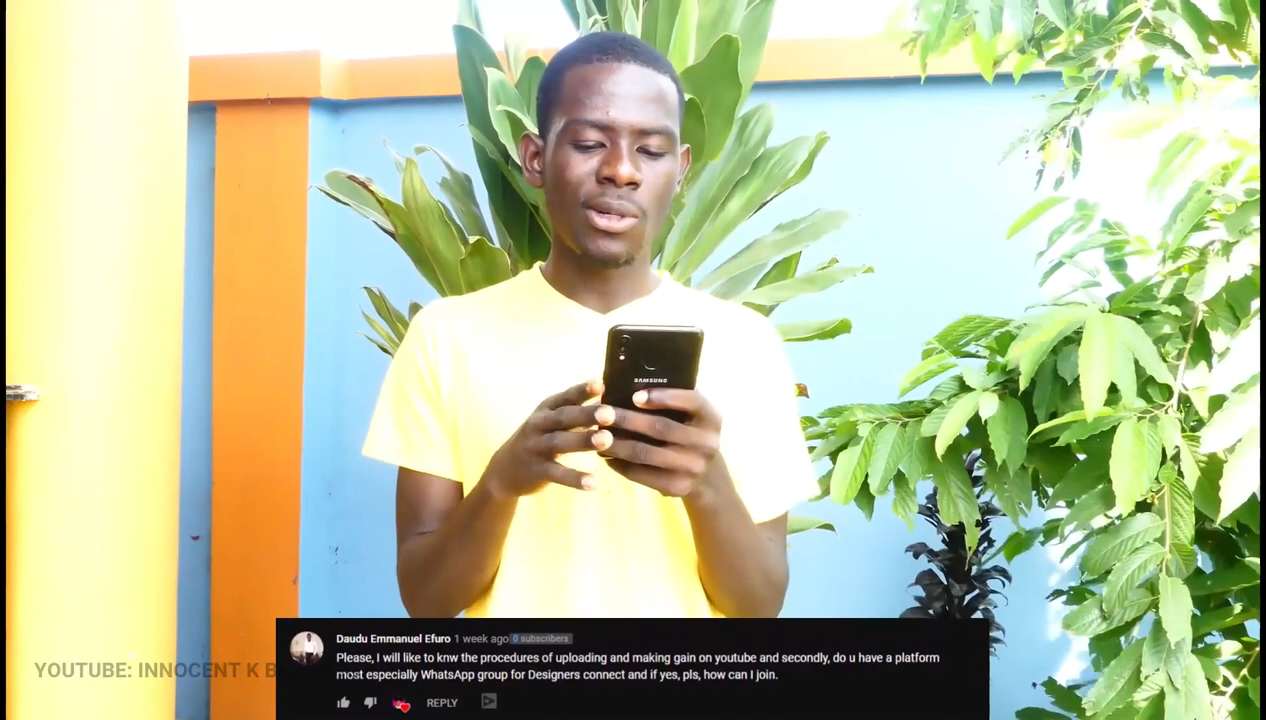 SAMSUNG
Daudu Emmanuel Efuro 1 week ago 0 subscribers
Please, I will like to knw the procedures of uploading and making gain on youtube and secondly, do u have a platform
most especially WhatsApp group for Designers connect and if yes, pls, how can I join.
YOUTUBE: INNOCENT K B
REPLY